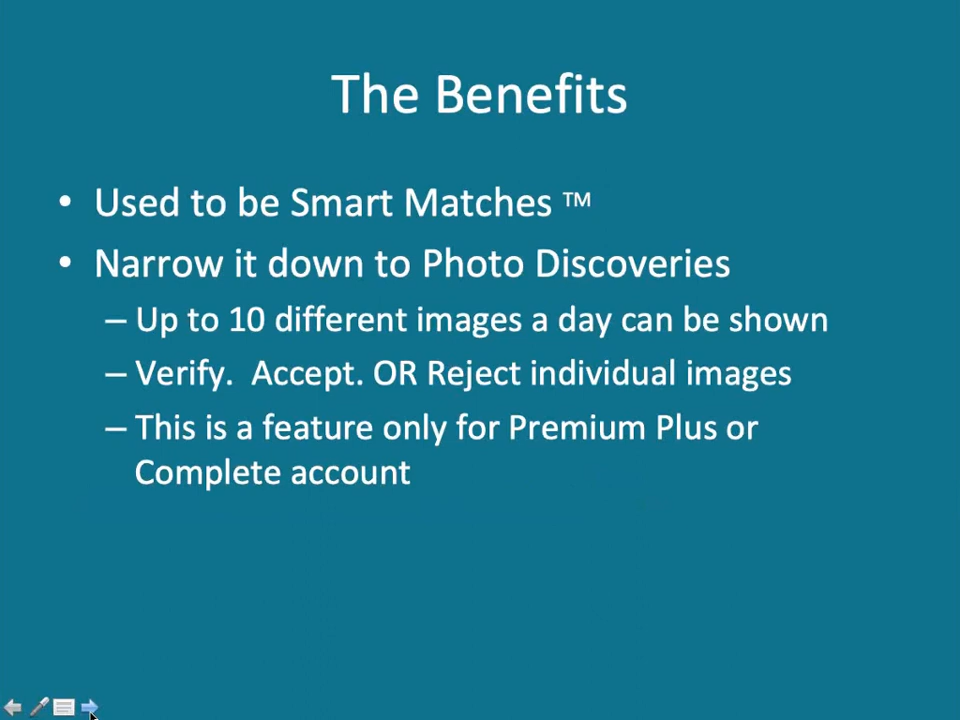 The Benefits
• Used to be Smart Matches ™
• Narrow it down to Photo Discoveries
– Up to 10 different images a day can be shown
– Verify.  Accept. OR Reject individual images
– This is a feature only for Premium Plus or
Complete account